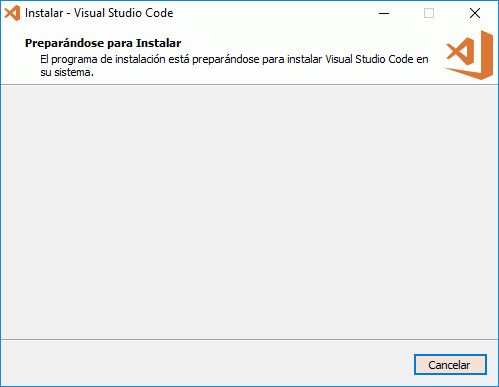 Instalar - Visual Studio Code
Preparándose para Instalar
El programa de instalación está preparándose para instalar Visual Studio Code en
su sistema.
Cancelar